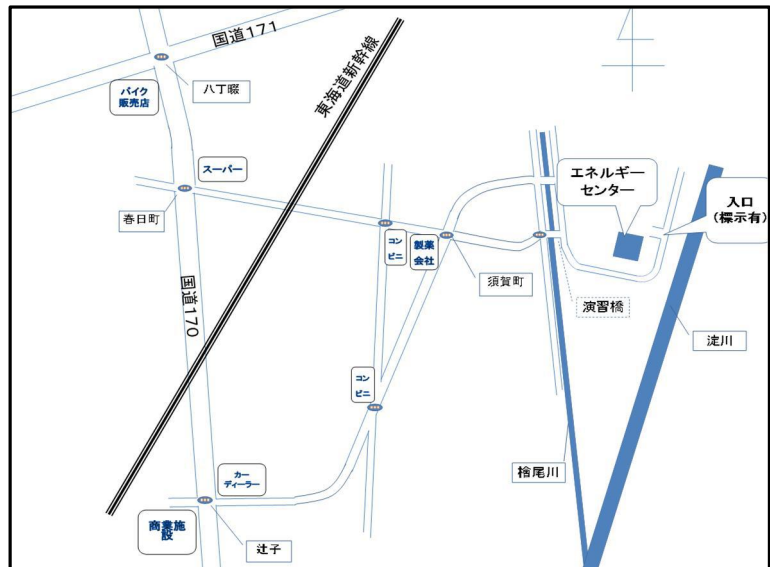 国道171
東海道新幹線
八丁畷
バイク
販売店
スーパー
エネルギー
センター
入口
（標示有）
春日町
コン
ビニ
製薬
会社
須賀町
演習橋
国道170
淀川
コン
ビニ
檜尾川
カー
ディーラー
商業施
設
辻子